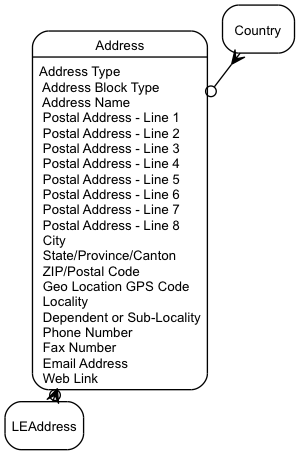 Country
Address
Address Type
Address Block Type
Address Name
Postal Address - Line 1
Postal Address - Line 2
Postal Address - Line 3
Postal Address - Line 4
Postal Address - Line 5
Postal Address - Line 6
Postal Address - Line 7
Postal Address - Line 8
City
State/Province/Canton
ZIP/Postal Code
Geo Location GPS Code
Locality
Dependent or Sub-Locality
Phone Number
Fax Number
Email Address
Web Link
LEAddress